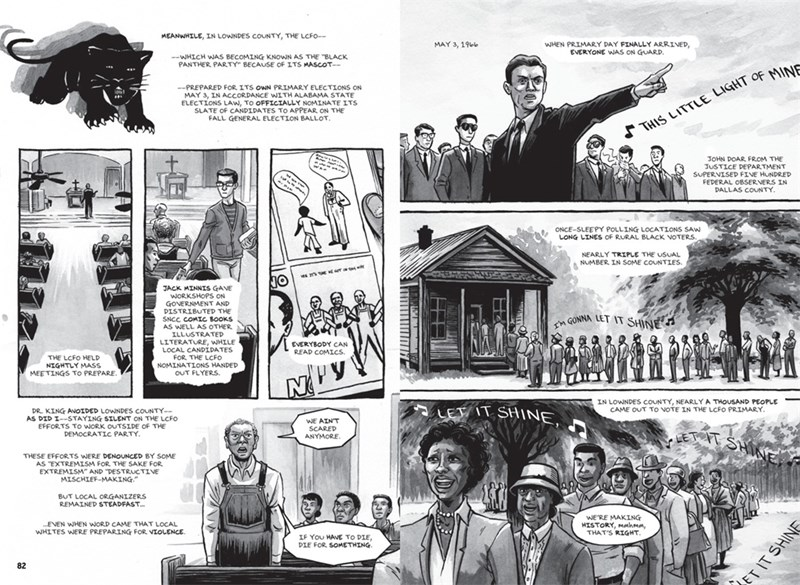 MEANWHILE, IN LOWNDES COUNTY, THE LCFO--
--WHICH WAS BECOMING KNOWN AS THE "BLACK
PANTHER PARTY" BECAUSE OF ITS MASCOT--
--PREPARED FOR ITS OWN PRIMARY ELECTIONS ON
MAY 3, IN ACCORDANCE WITH ALABAMA STATE
ELECTIONS LAW, TO OFFICIALLY NOMINATE ITS
SLATE OF CANDIDATES TO APPEAR ON THE
FALL GENERAL ELECTION BALLOT.
THE LCFO HELD
NIGHTLY MASS
MEETINGS TO PREPARE.
JACK MINNIS GAVE
WORKSHOPS ON
GOVERNMENT AND
DISTRIBUTED THE
SNCC COMIC BOOKS
AS WELL AS OTHER
ILLUSTRATED
LITERATURE, WHILE
LOCAL CANDIDATES
FOR THE LCFO
NOMINATIONS HANDED
OUT FLYERS.
EVERYBODY CAN
READ COMICS.
DR. KING AVOIDED LOWNDES COUNTY--
AS DID I--STAYING SILENT ON THE LCFO
EFFORTS TO WORK OUTSIDE OF THE
DEMOCRATIC PARTY.
THESE EFFORTS WERE DENOUNCED BY SOME
AS "EXTREMISM FOR THE SAKE FOR
EXTREMISM" AND "DESTRUCTIVE
MISCHIEF-MAKING."
BUT LOCAL ORGANIZERS
REMAINED STEADFAST...
...EVEN WHEN WORD CAME THAT LOCAL
WHITES WERE PREPARING FOR VIOLENCE.
WE AIN'T
SCARED
ANYMORE.
IF YOU HAVE TO DIE,
DIE FOR SOMETHING.
82
MAY 3, 1966
WHEN PRIMARY DAY FINALLY ARRIVED,
EVERYONE WAS ON GUARD.
THIS LITTLE LIGHT OF MINE
JOHN DOAR FROM THE
JUSTICE DEPARTMENT
SUPERVISED FIVE HUNDRED
FEDERAL OBSERVERS IN
DALLAS COUNTY.
ONCE-SLEEPY POLLING LOCATIONS SAW
LONG LINES OF RURAL BLACK VOTERS.
NEARLY TRIPLE THE USUAL
NUMBER IN SOME COUNTIES.
I'm GONNA LET IT SHINE
IN LOWNDES COUNTY, NEARLY A THOUSAND PEOPLE
CAME OUT TO VOTE IN THE LCFO PRIMARY.
LET IT SHINE,
LET IT SHINE,
WE'RE MAKING
HISTORY, mmhmm,
THAT'S RIGHT.
LET IT SHINE